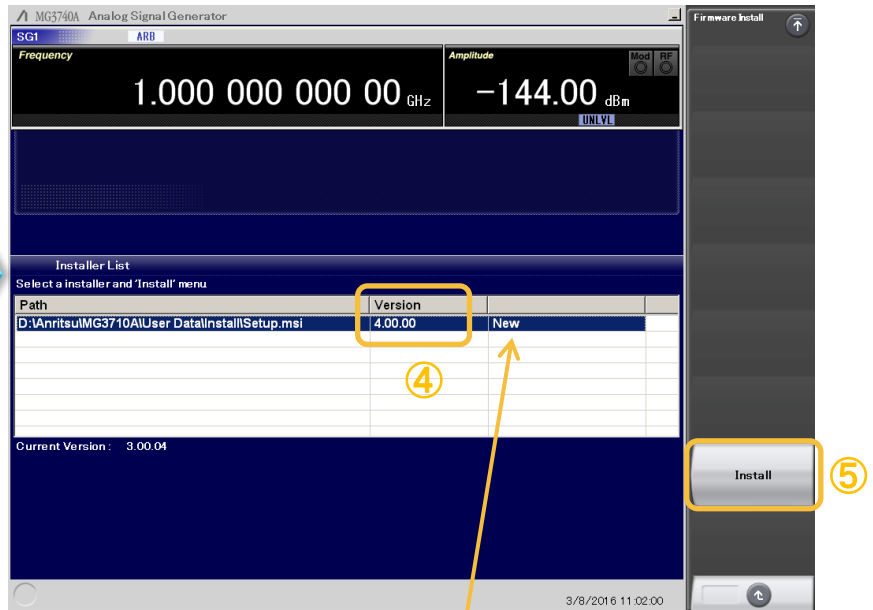 MG3740A Analog Signal Generator
Firmware Install
SG1 ARB
Frequency
Amplitude
Mod RF
1.000 000 000 00 GHz
-144.00 dBm
UNLVL
Installer List
Select a installer and 'Install' menu
Path Version
D:\Anritsu\MG3710A\User Data\Install\Setup.msi 4.00.00 New
④
Current Version : 3.00.04
Install
⑤
3/8/2016 11:02:00